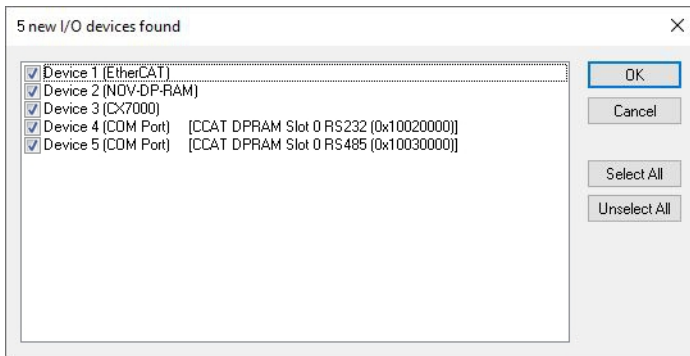 5 new I/O devices found
Device 1 (EtherCAT)
Device 2 (NOV-DP-RAM)
Device 3 (CX7000)
Device 4 (COM Port) [CCAT DPRAM Slot 0 RS232 (0x10020000)]
Device 5 (COM Port) [CCAT DPRAM Slot 0 RS485 (0x10030000)]
OK
Cancel
Select All
Unselect All